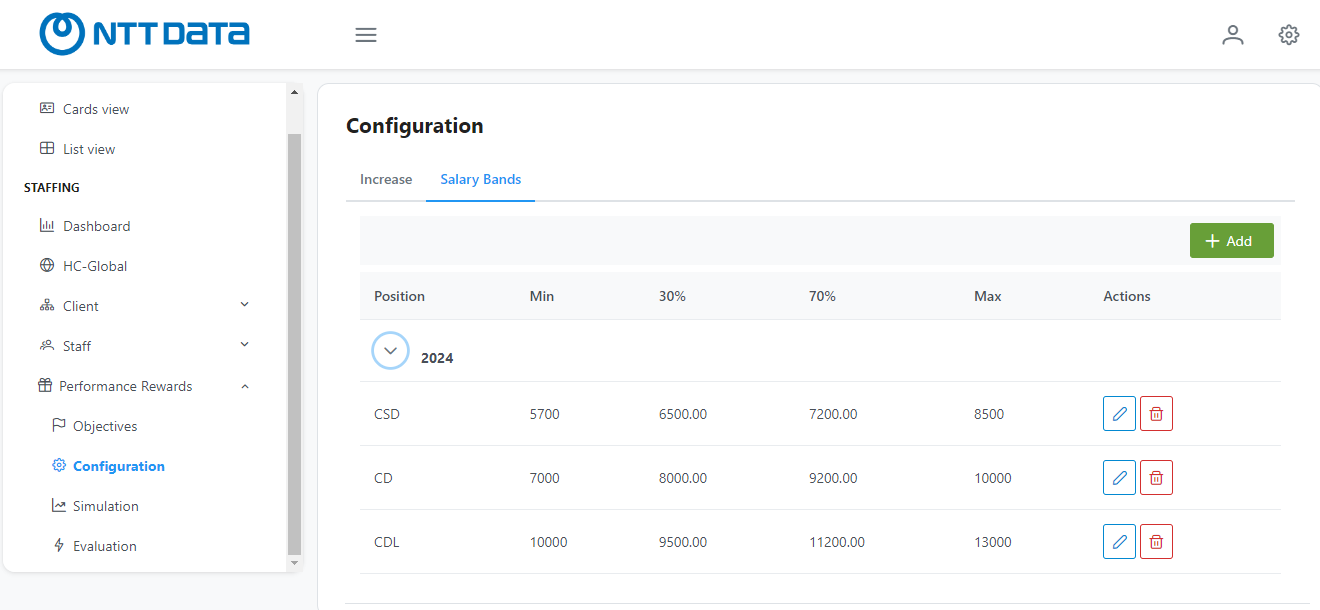 NTT DATA
Cards view
List view
STAFFING
Dashboard
HC-Global
Client
Staff
Performance Rewards
Objectives
Configuration
Simulation
Evaluation
Configuration
Increase Salary Bands
Add
Position Min 30% 70% Max Actions
2024
CSD 5700 6500.00 7200.00 8500
CD 7000 8000.00 9200.00 10000
CDL 10000 9500.00 11200.00 13000